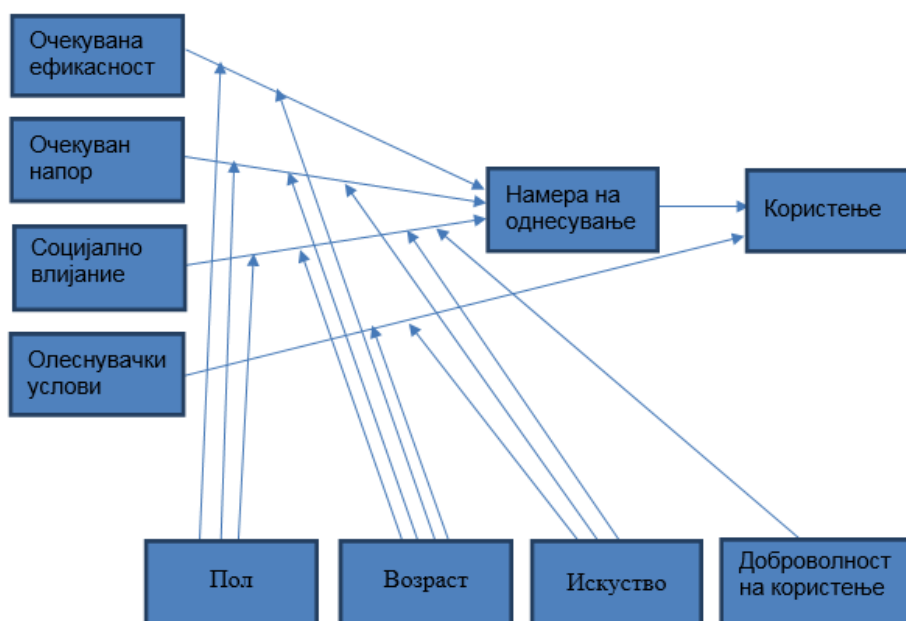 Очекувана
ефикасност
Очекуван
напор
Социјално
влијание
Олеснувачки
услови
Намера на
однесување
Користење
Пол
Возраст
Искуство
Доброволност
на користење